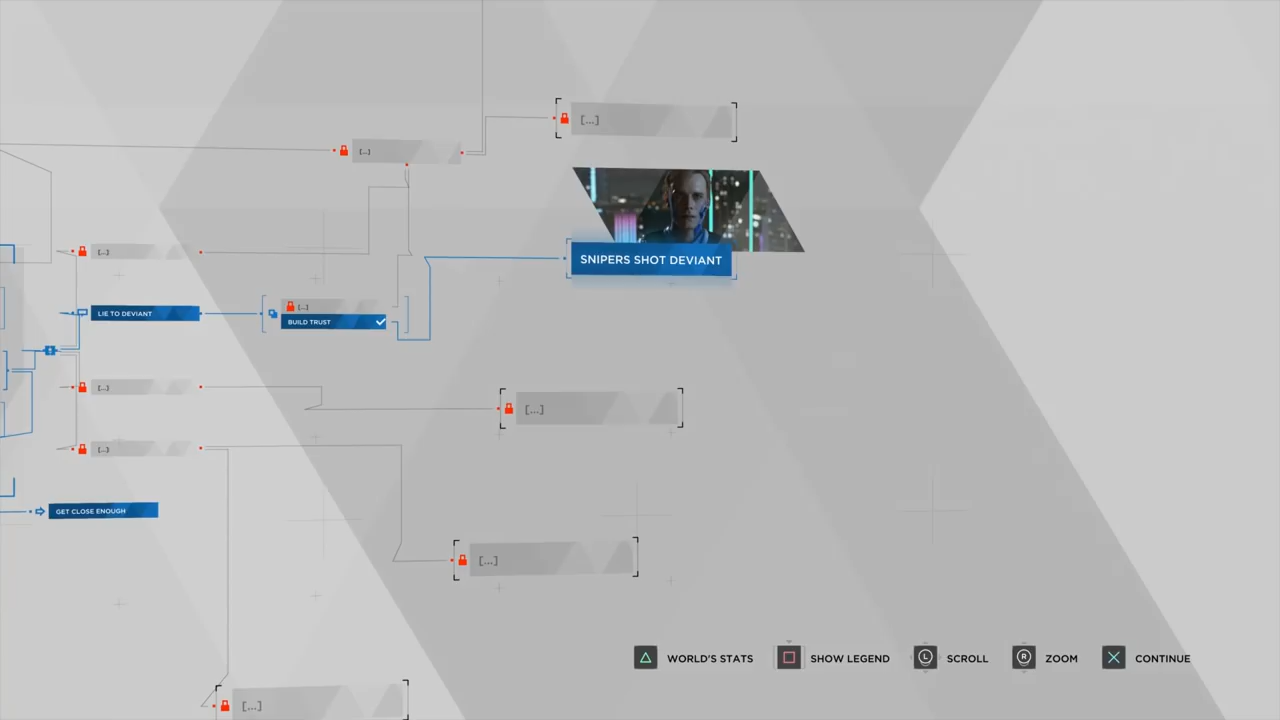 [...]
[...]
[...]
SNIPERS SHOT DEVIANT
[...]
LIE TO DEVIANT
BUILD TRUST
[...]
[...]
[...]
GET CLOSE ENOUGH
[...]
WORLD'S STATS
SHOW LEGEND
L
SCROLL
R
ZOOM
CONTINUE
[...]